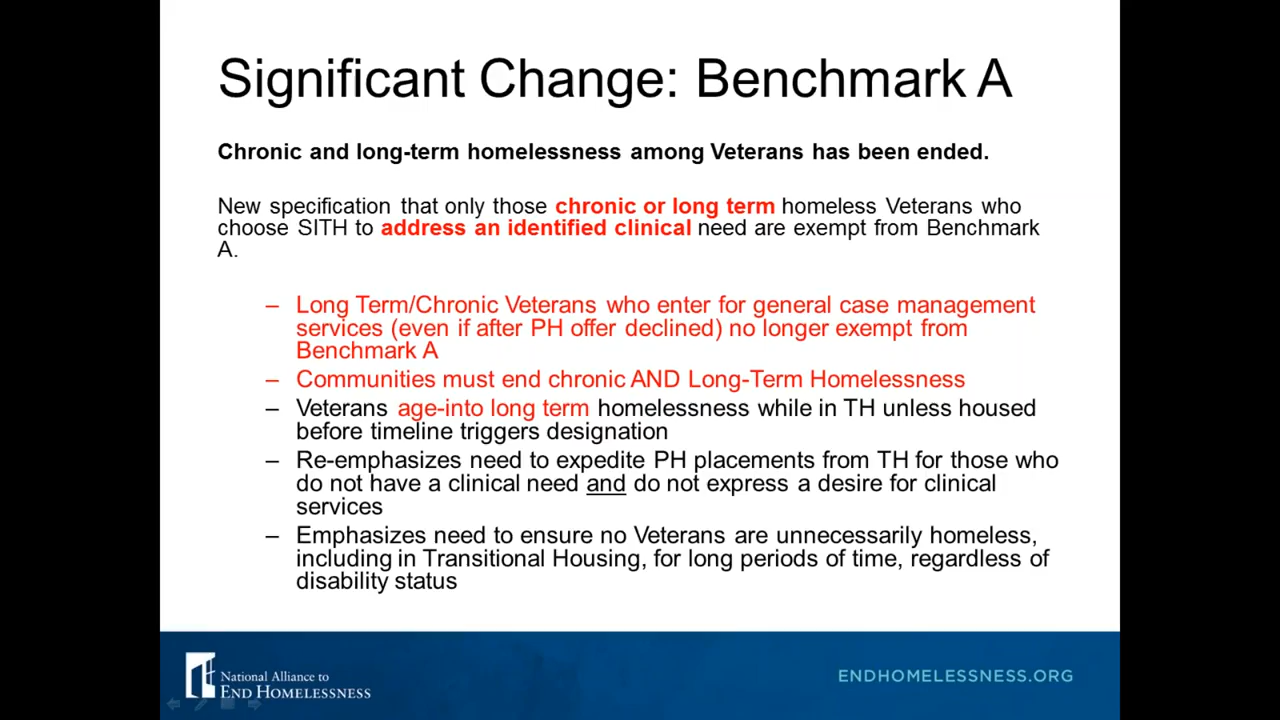 Significant Change: Benchmark A
Chronic and long-term homelessness among Veterans has been ended.
New specification that only those chronic or long term homeless Veterans who
choose SITH to address an identified clinical need are exempt from Benchmark
A.
– Long Term/Chronic Veterans who enter for general case management
services (even if after PH offer declined) no longer exempt from
Benchmark A
– Communities must end chronic AND Long-Term Homelessness
– Veterans age-into long term homelessness while in TH unless housed
before timeline triggers designation
– Re-emphasizes need to expedite PH placements from TH for those who
do not have a clinical need and do not express a desire for clinical
services
– Emphasizes need to ensure no Veterans are unnecessarily homeless,
including in Transitional Housing, for long periods of time, regardless of
disability status
National Alliance to
END HOMELESSNESS
ENDHOMELESSNESS.ORG